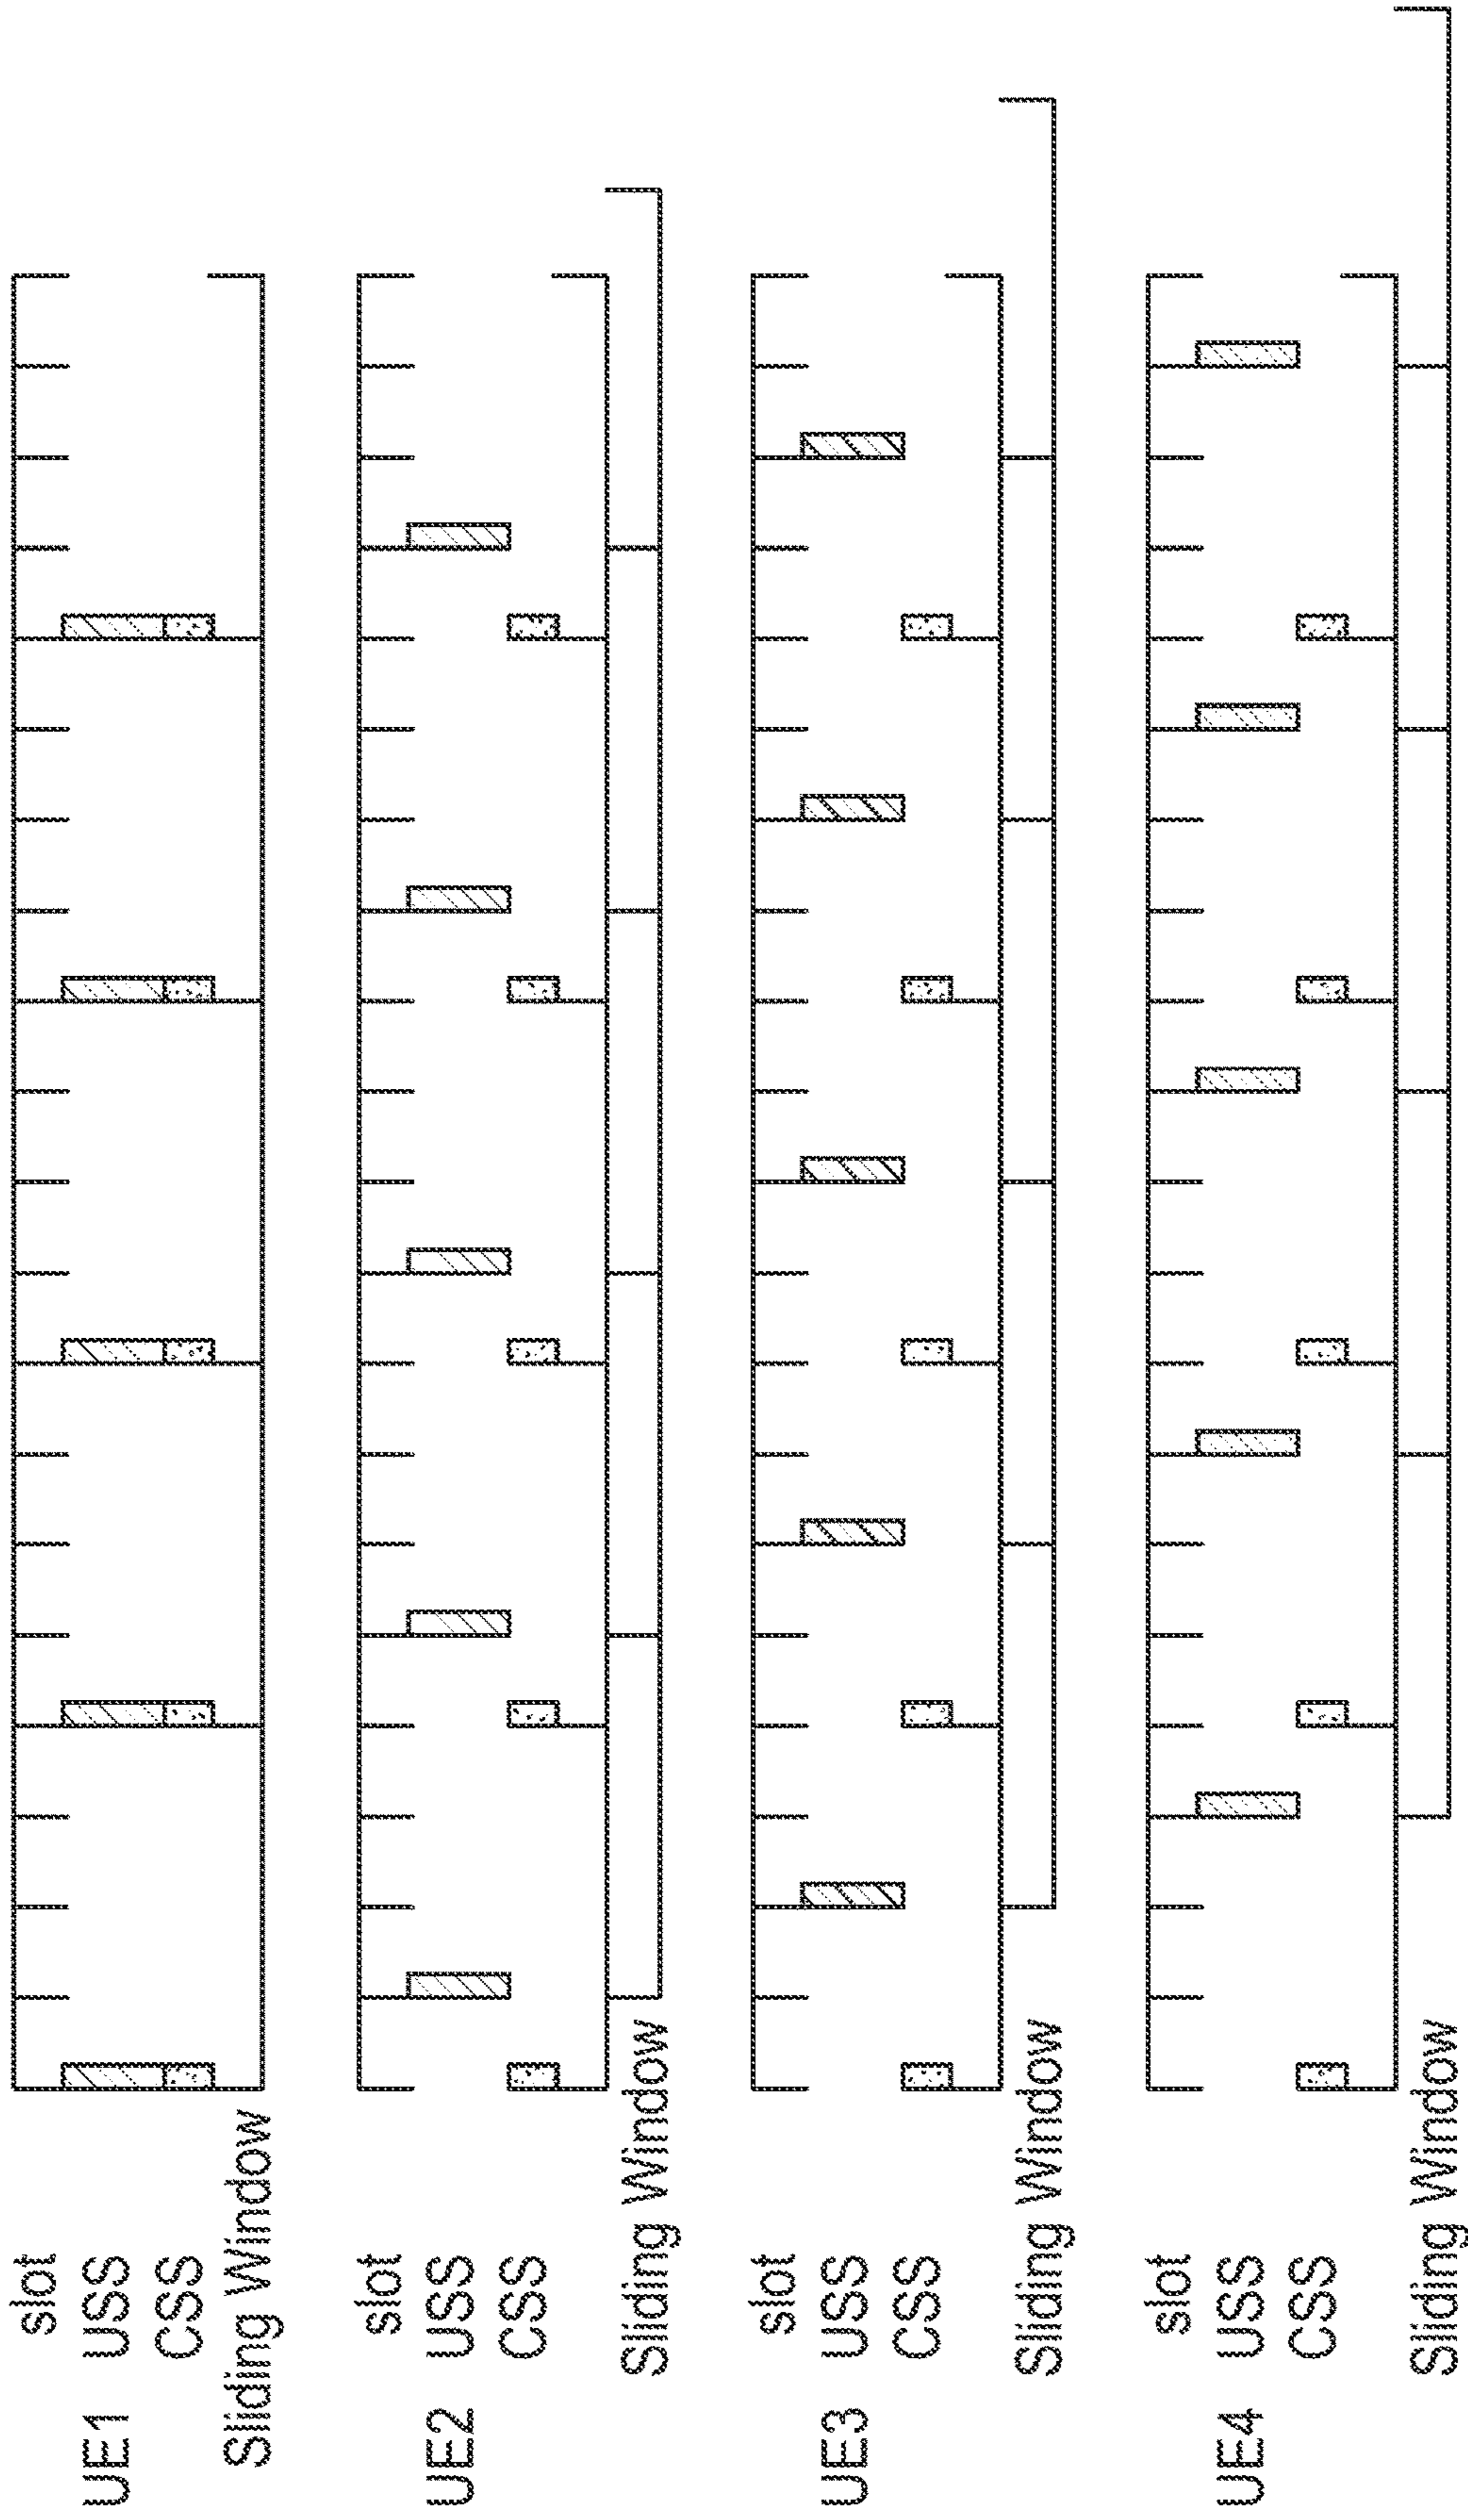 slot
UE1 USS
CSS
Sliding Window
slot
UE2 USS
CSS
Sliding Window
slot
UE3 USS
CSS
Sliding Window
slot
UE4 USS
CSS
Sliding Window